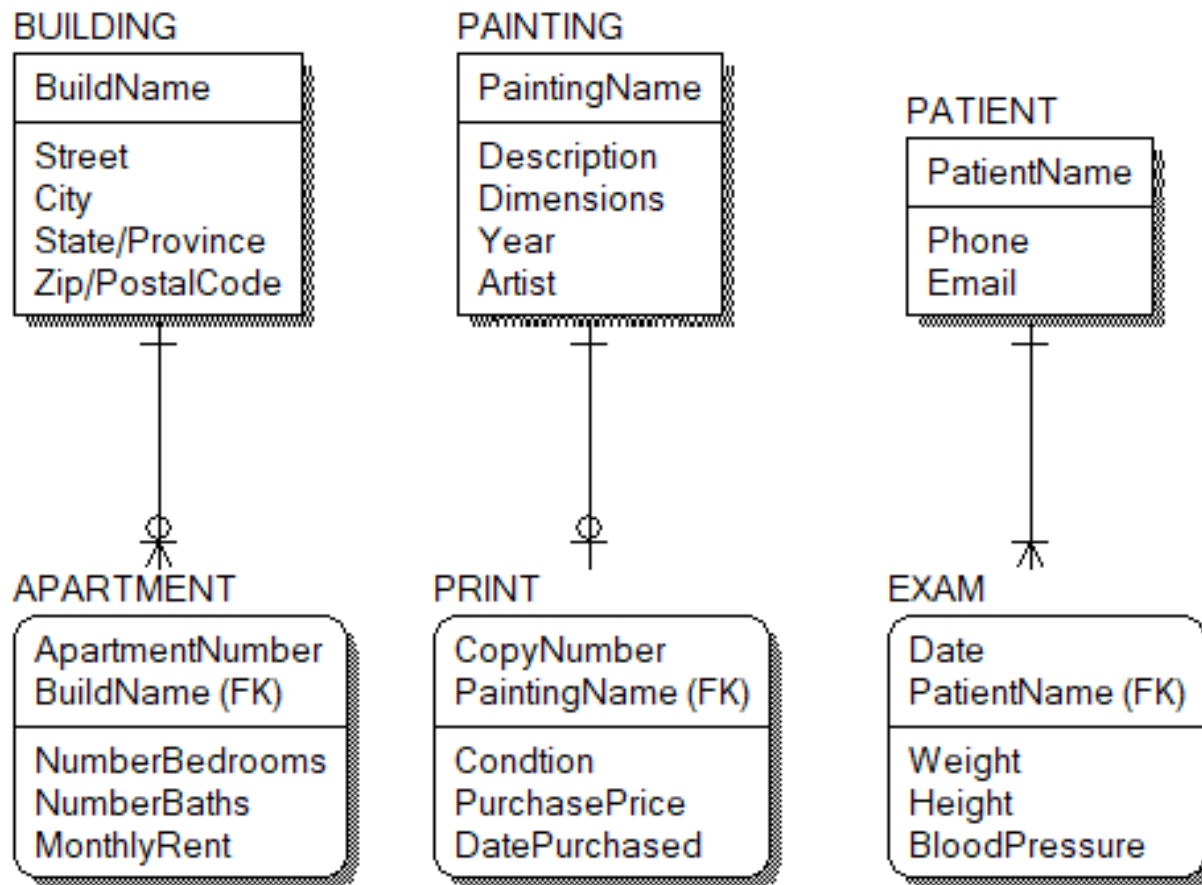 BUILDING
BuildName
Street
City
State/Province
Zip/PostalCode
APARTMENT
ApartmentNumber
BuildName (FK)
NumberBedrooms
NumberBaths
MonthlyRent
PAINTING
PaintingName
Description
Dimensions
Year
Artist
PRINT
CopyNumber
PaintingName (FK)
Condtion
PurchasePrice
DatePurchased
PATIENT
PatientName
Phone
Email
EXAM
Date
PatientName (FK)
Weight
Height
BloodPressure